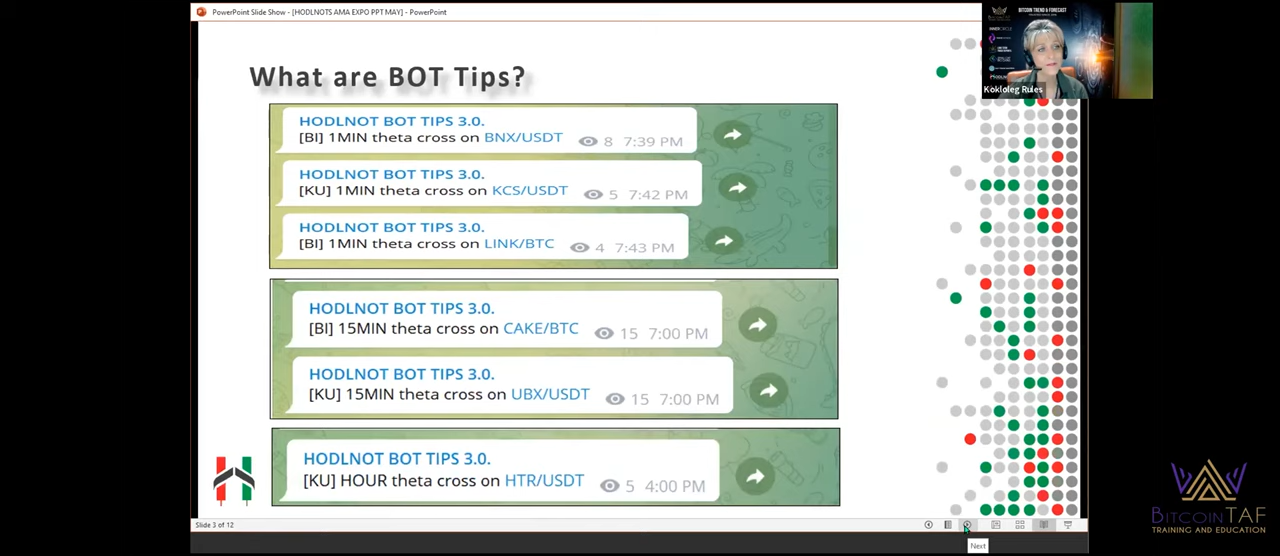 PowerPoint Slide Show - [HODLNOTS AMA EXPO PPT MAY] - PowerPoint
BITCOIN TREND & FORECAST
Kokloleg Rules
What are BOT Tips?
HODLNOT BOT TIPS 3.0.
[BI] 1MIN theta cross on BNX/USDT 8 7:39 PM
HODLNOT BOT TIPS 3.0.
[KU] 1MIN theta cross on KCS/USDT 5 7:42 PM
HODLNOT BOT TIPS 3.0.
[BI] 1MIN theta cross on LINK/BTC 4 7:43 PM
HODLNOT BOT TIPS 3.0.
[BI] 15MIN theta cross on CAKE/BTC 15 7:00 PM
HODLNOT BOT TIPS 3.0.
[KU] 15MIN theta cross on UBX/USDT 15 7:00 PM
HODLNOT BOT TIPS 3.0.
[KU] HOUR theta cross on HTR/USDT 5 4:00 PM
Slide 3 of 12
Next
BITCOINTAF
TRAINING AND EDUCATION